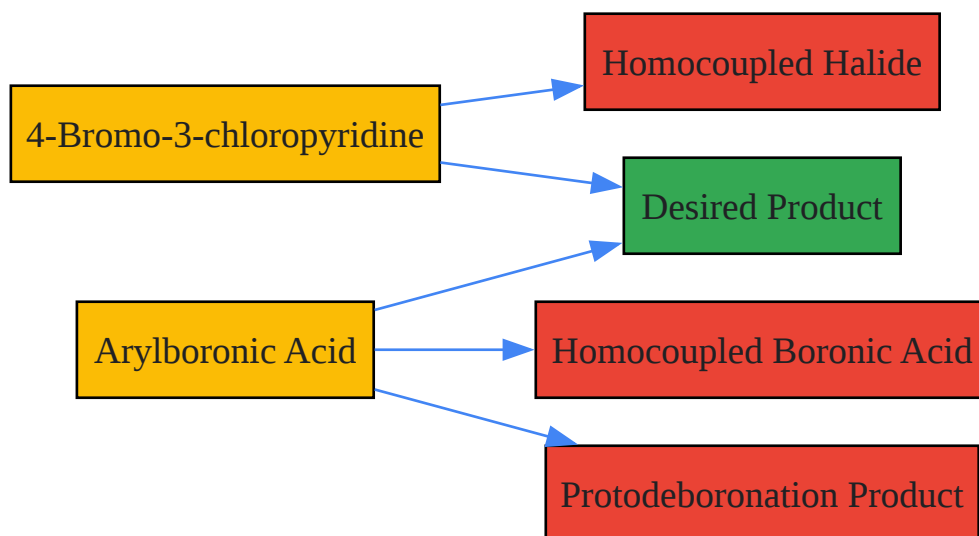 Homocoupled Halide
4-Bromo-3-chloropyridine
Desired Product
Arylboronic Acid
Homocoupled Boronic Acid
Protodeboronation Product